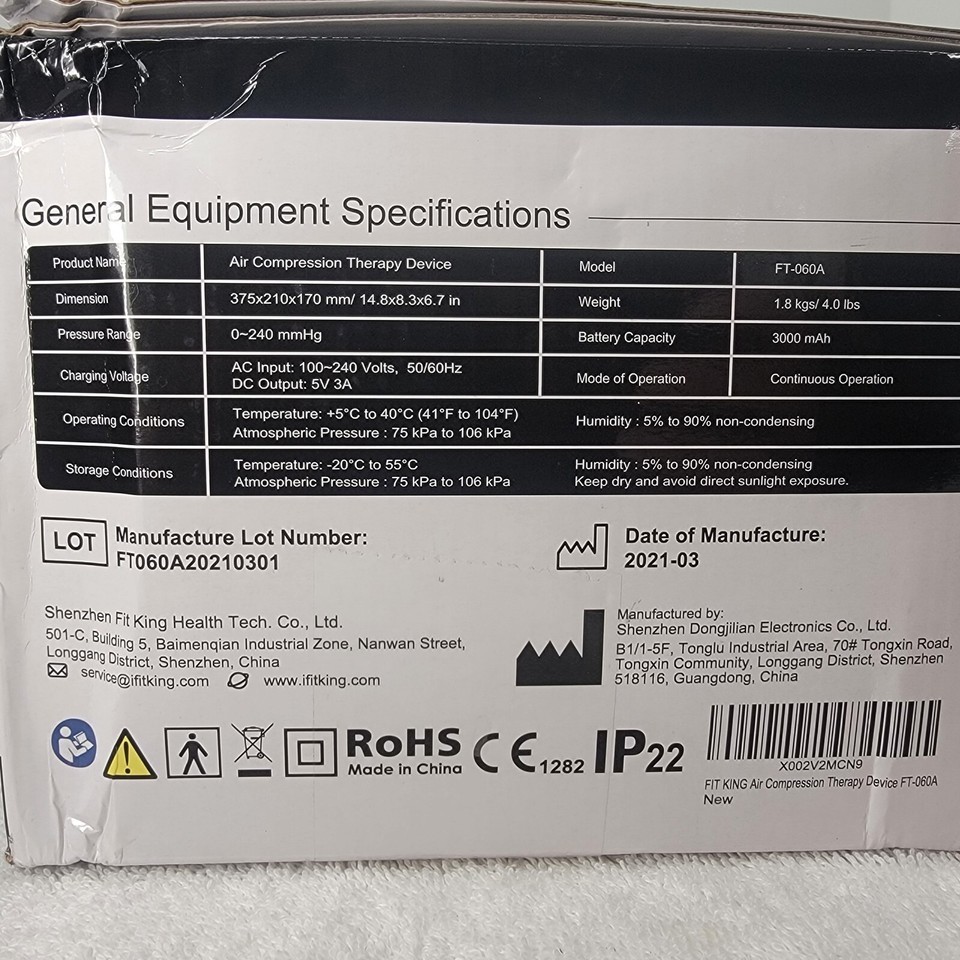 General Equipment Specifications
Product Name Air Compression Therapy Device Model FT-060A
Dimension 375x210x170 mm/ 14.8x8.3x6.7 in Weight 1.8 kgs/ 4.0 lbs
Pressure Range 0~240 mmHg Battery Capacity 3000 mAh
Charging Voltage AC Input: 100~240 Volts, 50/60Hz
DC Output: 5V 3A Mode of Operation Continuous Operation
Operating Conditions Temperature: +5°C to 40°C (41°F to 104°F)
Atmospheric Pressure : 75 kPa to 106 kPa
Humidity : 5% to 90% non-condensing
Storage Conditions Temperature: -20°C to 55°C
Atmospheric Pressure : 75 kPa to 106 kPa
Humidity : 5% to 90% non-condensing
Keep dry and avoid direct sunlight exposure.
LOT
Manufacture Lot Number:
FT060A20210301
Date of Manufacture:
2021-03
Shenzhen Fit King Health Tech. Co., Ltd.
501-C, Building 5, Baimenqian Industrial Zone, Nanwan Street,
Longgang District, Shenzhen, China
service@ifitking.com www.ifitking.com
Manufactured by:
Shenzhen Dongjilian Electronics Co., Ltd.
B1/1-5F, Tonglu Industrial Area, 70# Tongxin Road,
Tongxin Community, Longgang District, Shenzhen
518116, Guangdong, China
RoHS
Made in China
CE 1282
IP22
X002V2MCN9
FIT KING Air Compression Therapy Device FT-060A
New